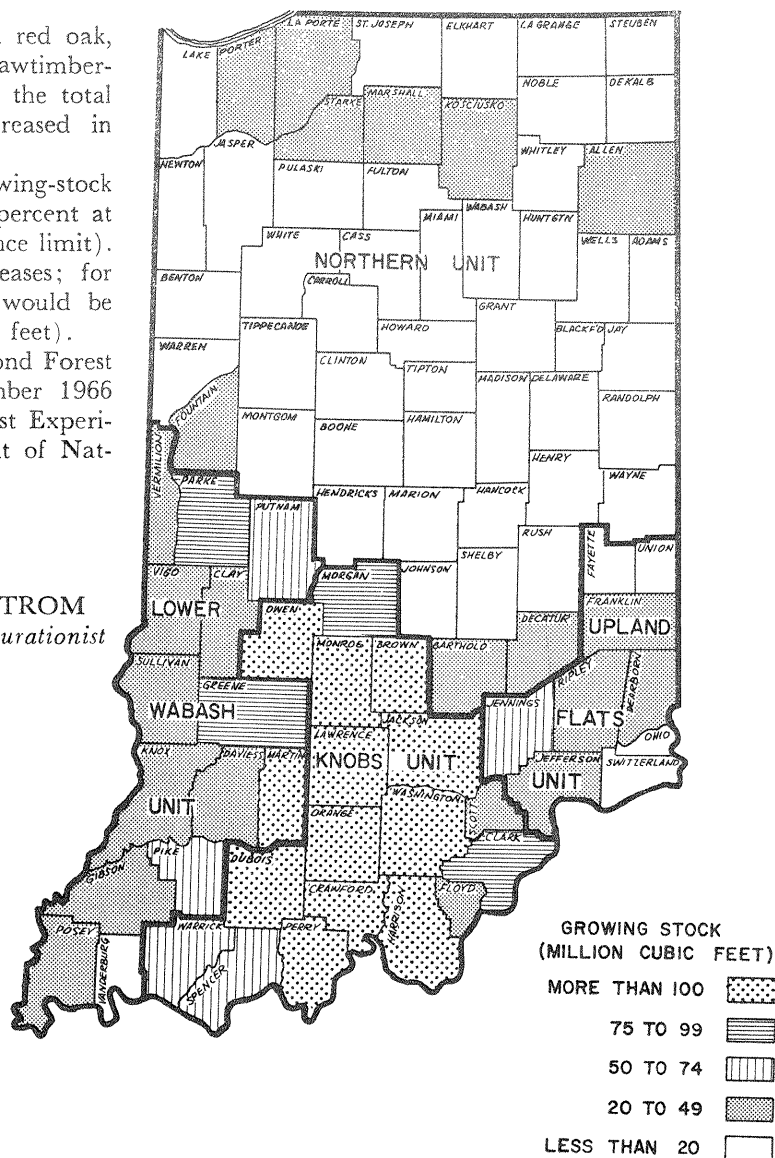 red oak,
awtimber-
the total
reased in
wing-stock
percent at
nce limit).
eases; for
would be
feet).
ond Forest
mber 1966
st Experi-
t of Nat-
TROM
urationist
LAKE PORTER LA PORTE ST. JOSEPH ELKHART LA GRANGE STEUBEN
STARKE MARSHALL KOSCIUSKO NOBLE DEKALB
NEWTON JASPER PULASKI FULTON WHITLEY ALLEN
WHITE CASS MIAMI WABASH HUNTGTN WELLS ADAMS
NORTHERN UNIT
BENTON CARROLL GRANT
WARREN TIPPECANOE HOWARD BLACKF'D JAY
CLINTON TIPTON MADISON DELAWARE RANDOLPH
FOUNTAIN MONTGOM BOONE HAMILTON
VERMILION PARKE PUTNAM HENDRICKS MARION HANCOCK HENRY WAYNE
RUSH FAYETTE UNION
VIGO CLAY OWEN MORGAN JOHNSON SHELBY
LOWER
DECATUR FRANKLIN
UPLAND
SULLIVAN GREENE MONROE BROWN BARTHOLO
WABASH
JENNINGS RIPLEY DEARBORN
FLATS
OHIO
KNOX DAVIESS MARTIN LAWRENCE JACKSON JEFFERSON SWITZERLAND
KNOBS UNIT
UNIT
UNIT
ORANGE WASHINGTON SCOTT
GIBSON PIKE DUBOIS CLARK
CRAWFORD HARRISON FLOYD
POSEY VANDERBURG WARRICK SPENCER PERRY
GROWING STOCK
(MILLION CUBIC FEET)
MORE THAN 100
75 TO 99
50 TO 74
20 TO 49
LESS THAN 20